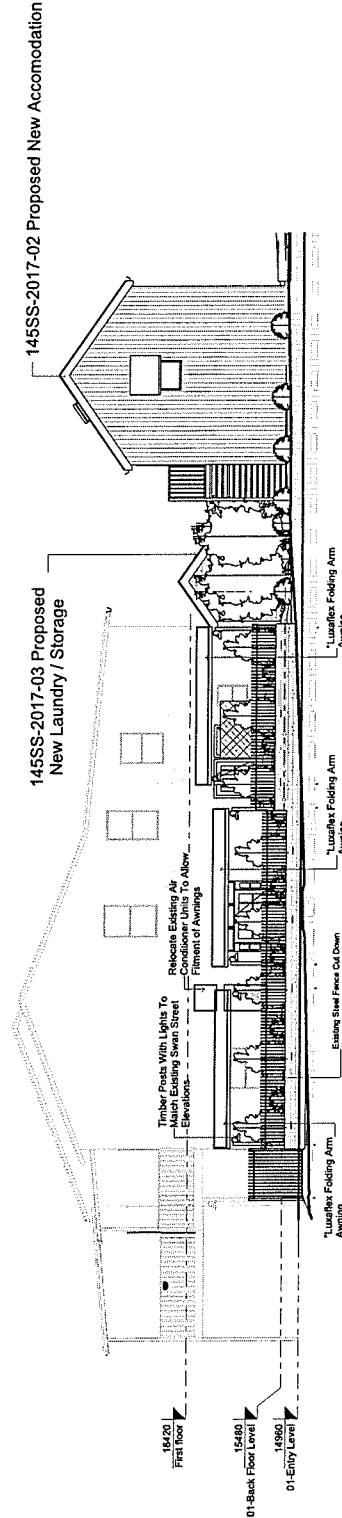 145SS-2017-02 Proposed New Accomodation
145SS-2017-03 Proposed
New Laundry / Storage
Relocate Existing Air
Conditioner Units To Allow
Fitment of Awnings
Timber Posts With Lights To
Match Existing Swan Street
Elevations
"Luxaflex Folding Arm
Awning
"Luxaflex Folding Arm
Awning
Existing Steel Fence Cut Down
"Luxaflex Folding Arm
Awning
18420
First floor
15480
01-Back Floor Level
14960
01-Entry Level